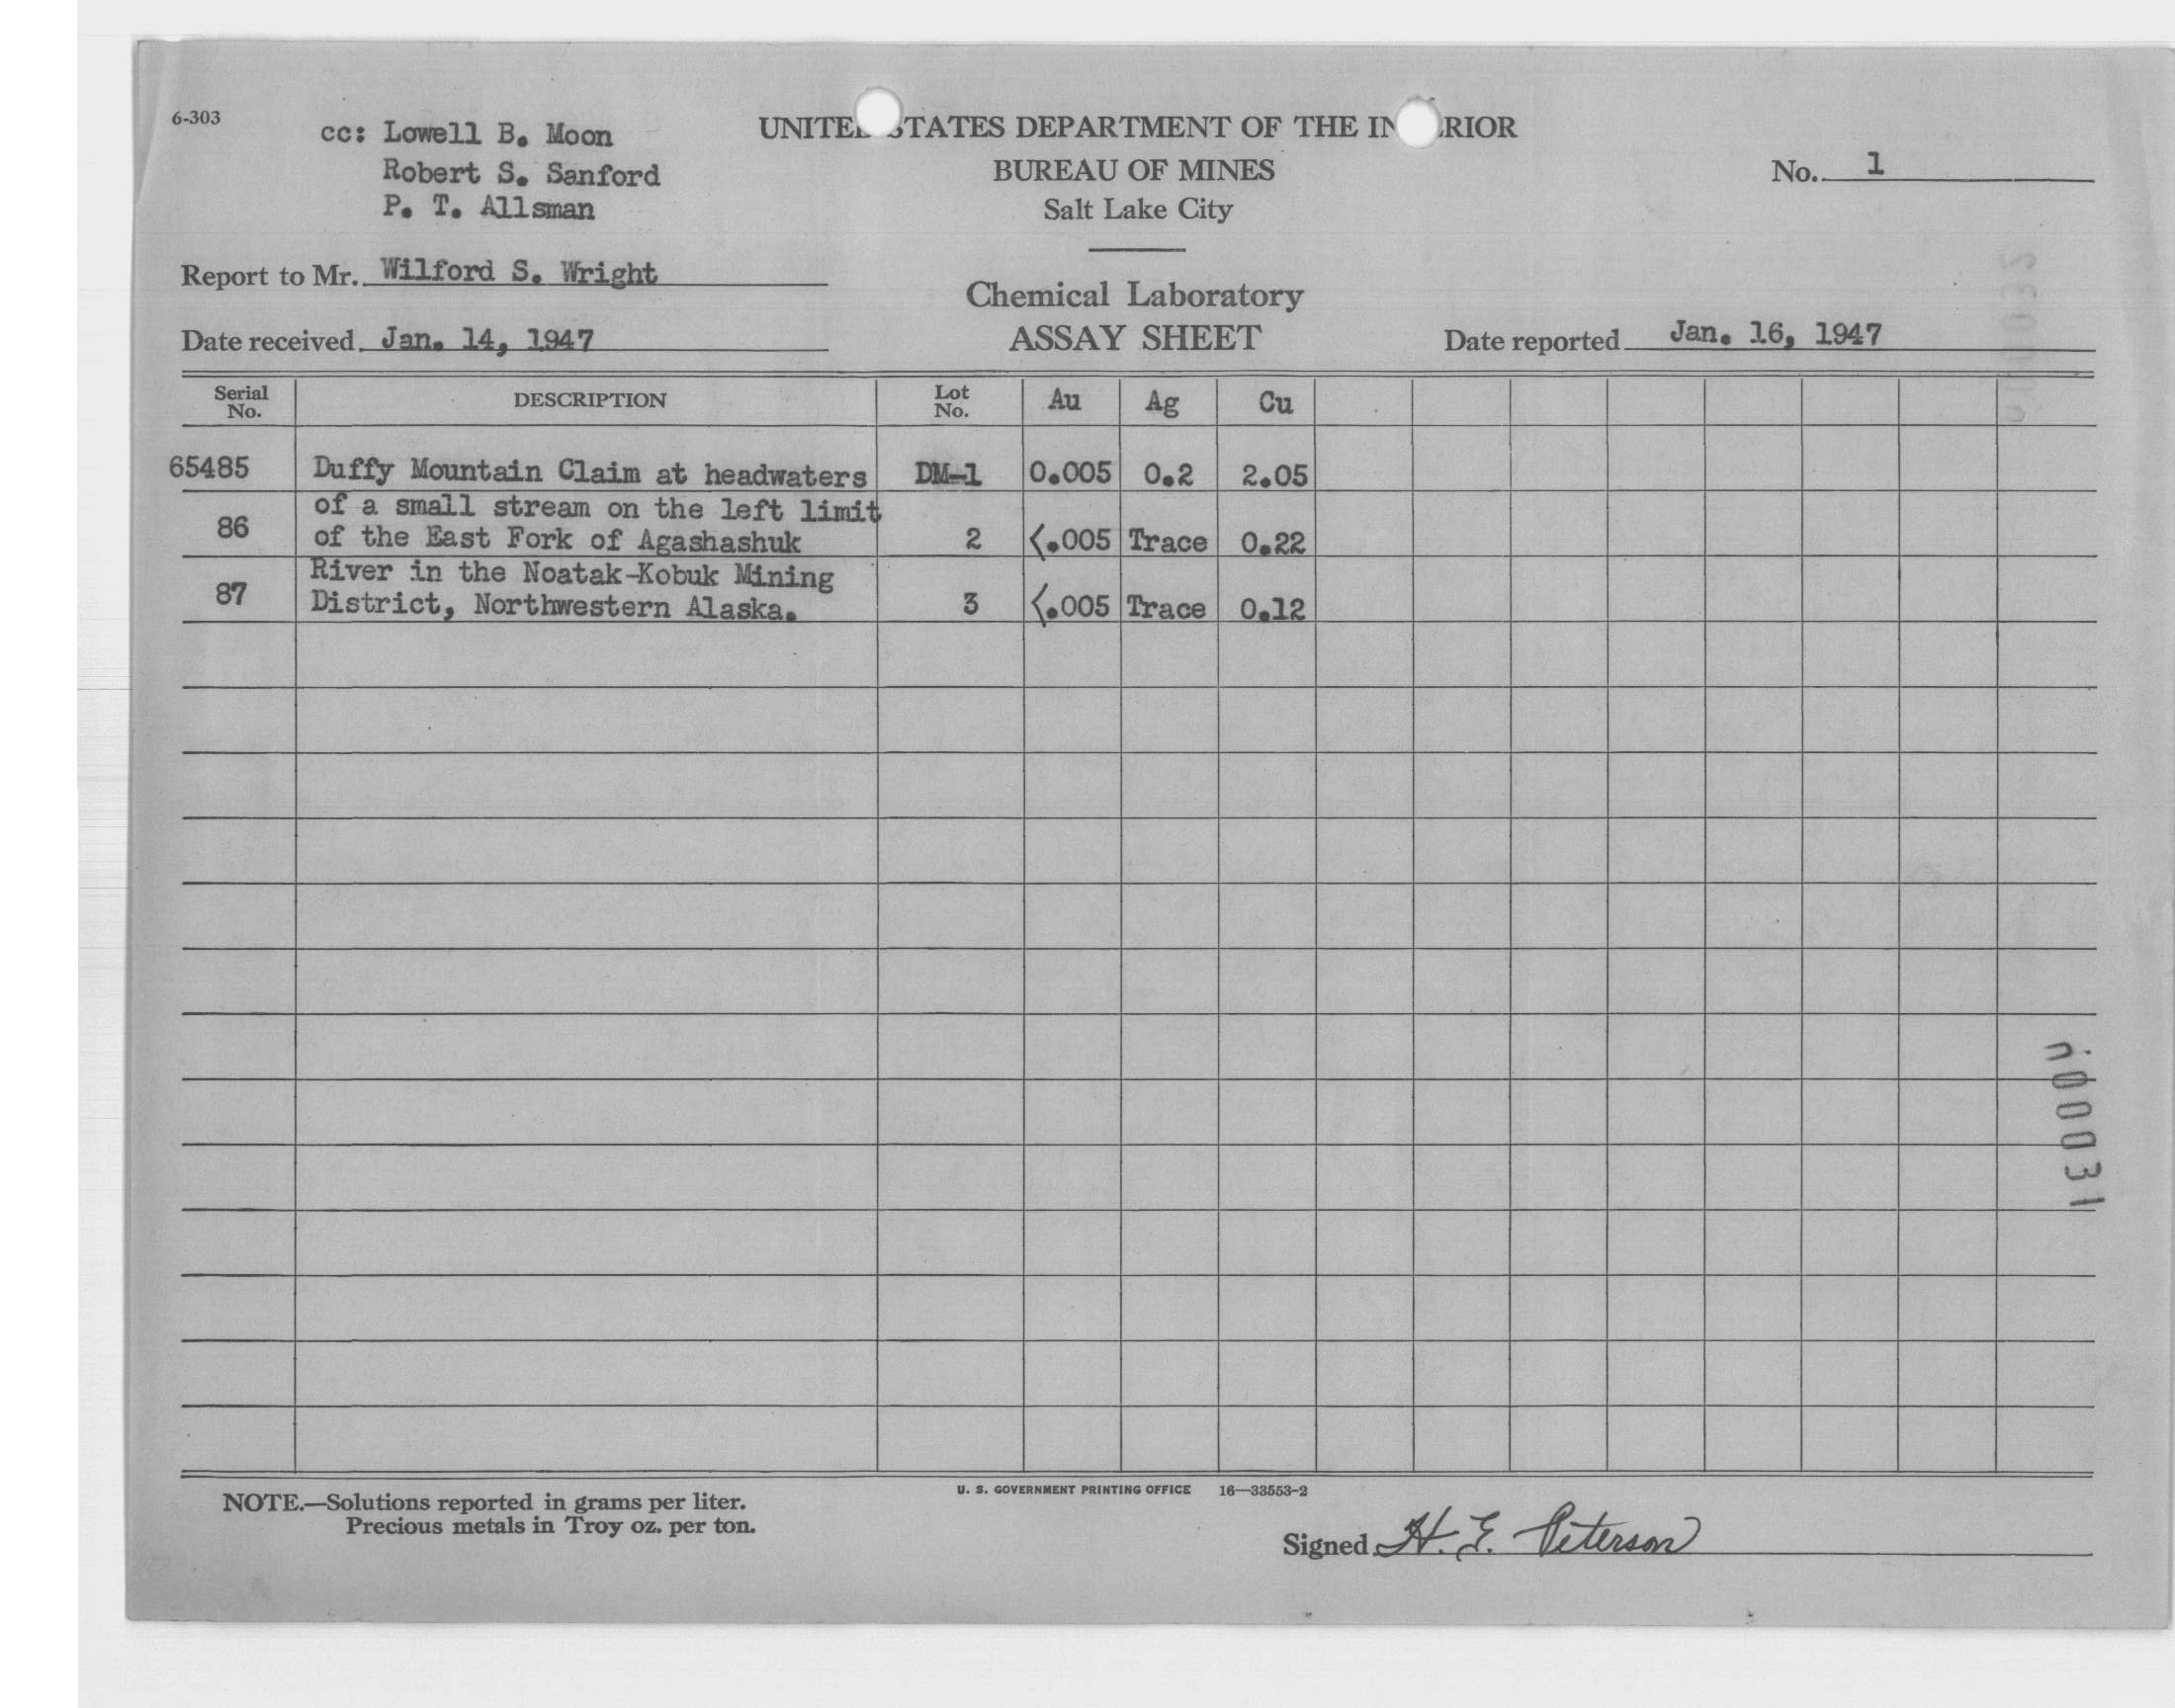 6-303
cc: Lowell B. Moon
Robert S. Sanford
P. T. Allsman
UNITED STATES DEPARTMENT OF THE IN RIOR
BUREAU OF MINES
Salt Lake City
No. 1
Report to Mr. Wilford S. Wright
Chemical Laboratory
ASSAY SHEET
Date received Jan. 14, 1947
Date reported Jan. 16, 1947
Serial No. DESCRIPTION Lot No. Au Ag Cu
65485 Duffy Mountain Claim at headwaters DM-1 0.005 0.2 2.05
of a small stream on the left limit
86 of the East Fork of Agashashuk 2 <.005 Trace 0.22
River in the Noatak-Kobuk Mining
87 District, Northwestern Alaska. 3 <.005 Trace 0.12
000031
NOTE.—Solutions reported in grams per liter.
Precious metals in Troy oz. per ton.
U. S. GOVERNMENT PRINTING OFFICE 16—33553-2
Signed H. E. Peterson